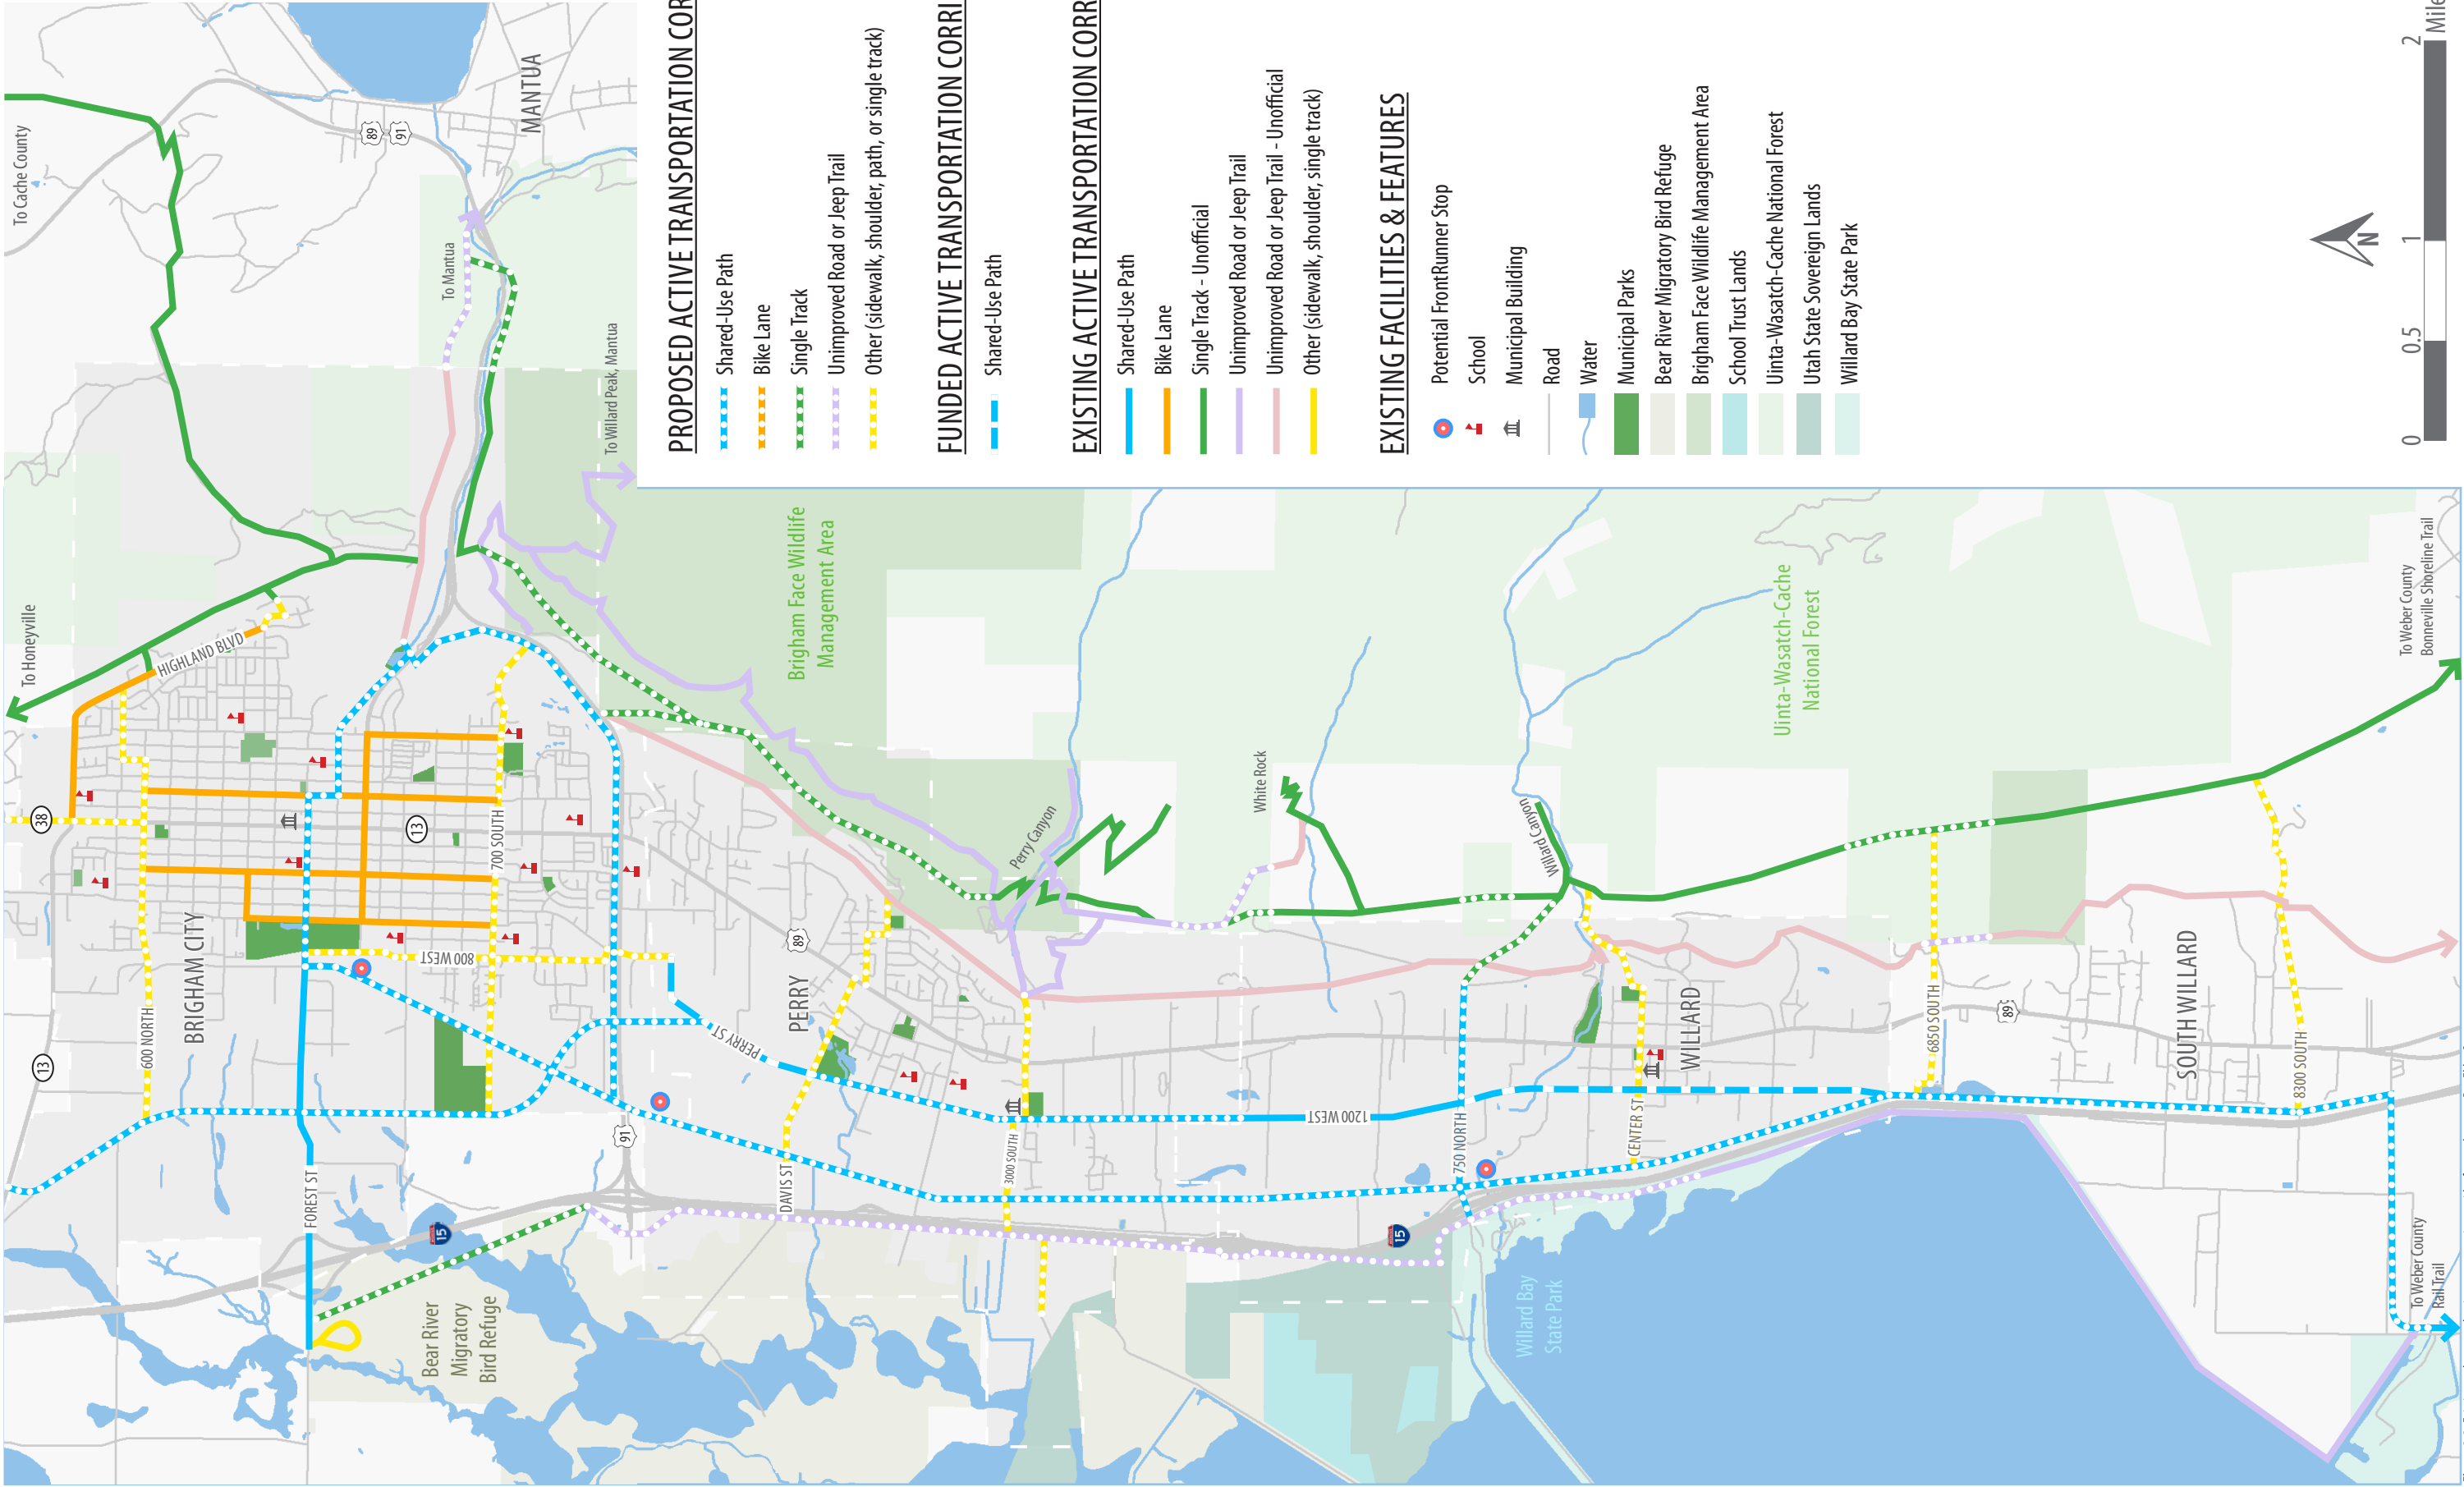 To Cache County
MANTUA
89
91
To Mantua
To Willard Peak, Mantua
To Honeyville
HIGHLAND BLVD
38
13
600 NORTH
BRIGHAM CITY
13
700 SOUTH
800 WEST
FOREST ST
15
91
PERRY ST
PERRY
89
DAVIS ST
3000 SOUTH
Brigham Face Wildlife
Management Area
Perry Canyon
White Rock
Willard Canyon
Uinta-Wasatch-Cache
National Forest
1200 WEST
750 NORTH
15
CENTER ST
WILLARD
6850 SOUTH
89
SOUTH WILLARD
8300 SOUTH
Bear River
Migratory
Bird Refuge
Willard Bay
State Park
To Weber County
Bonneville Shoreline Trail
To Weber County
Rail Trail
PROPOSED ACTIVE TRANSPORTATION COR
Shared-Use Path
Bike Lane
Single Track
Unimproved Road or Jeep Trail
Other (sidewalk, shoulder, path, or single track)
FUNDED ACTIVE TRANSPORTATION CORRI
Shared-Use Path
EXISTING ACTIVE TRANSPORTATION CORR
Shared-Use Path
Bike Lane
Single Track - Unofficial
Unimproved Road or Jeep Trail
Unimproved Road or Jeep Trail - Unofficial
Other (sidewalk, shoulder, single track)
EXISTING FACILITIES & FEATURES
Potential FrontRunner Stop
School
Municipal Building
Road
Water
Municipal Parks
Bear River Migratory Bird Refuge
Brigham Face Wildlife Management Area
School Trust Lands
Uinta-Wasatch-Cache National Forest
Utah State Sovereign Lands
Willard Bay State Park
N
0 0.5 1 2
Mile